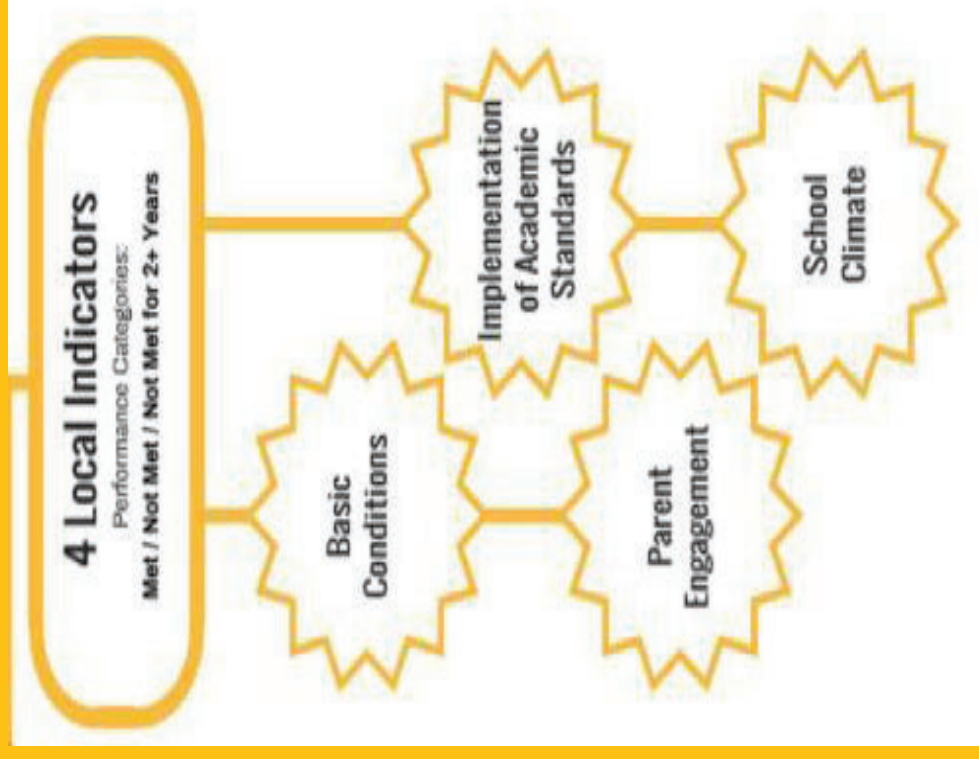 4 Local Indicators
Performance Categories:
Met / Not Met / Not Met for 2+ Years
Basic
Conditions
Implementation
of Academic
Standards
Parent
Engagement
School
Climate